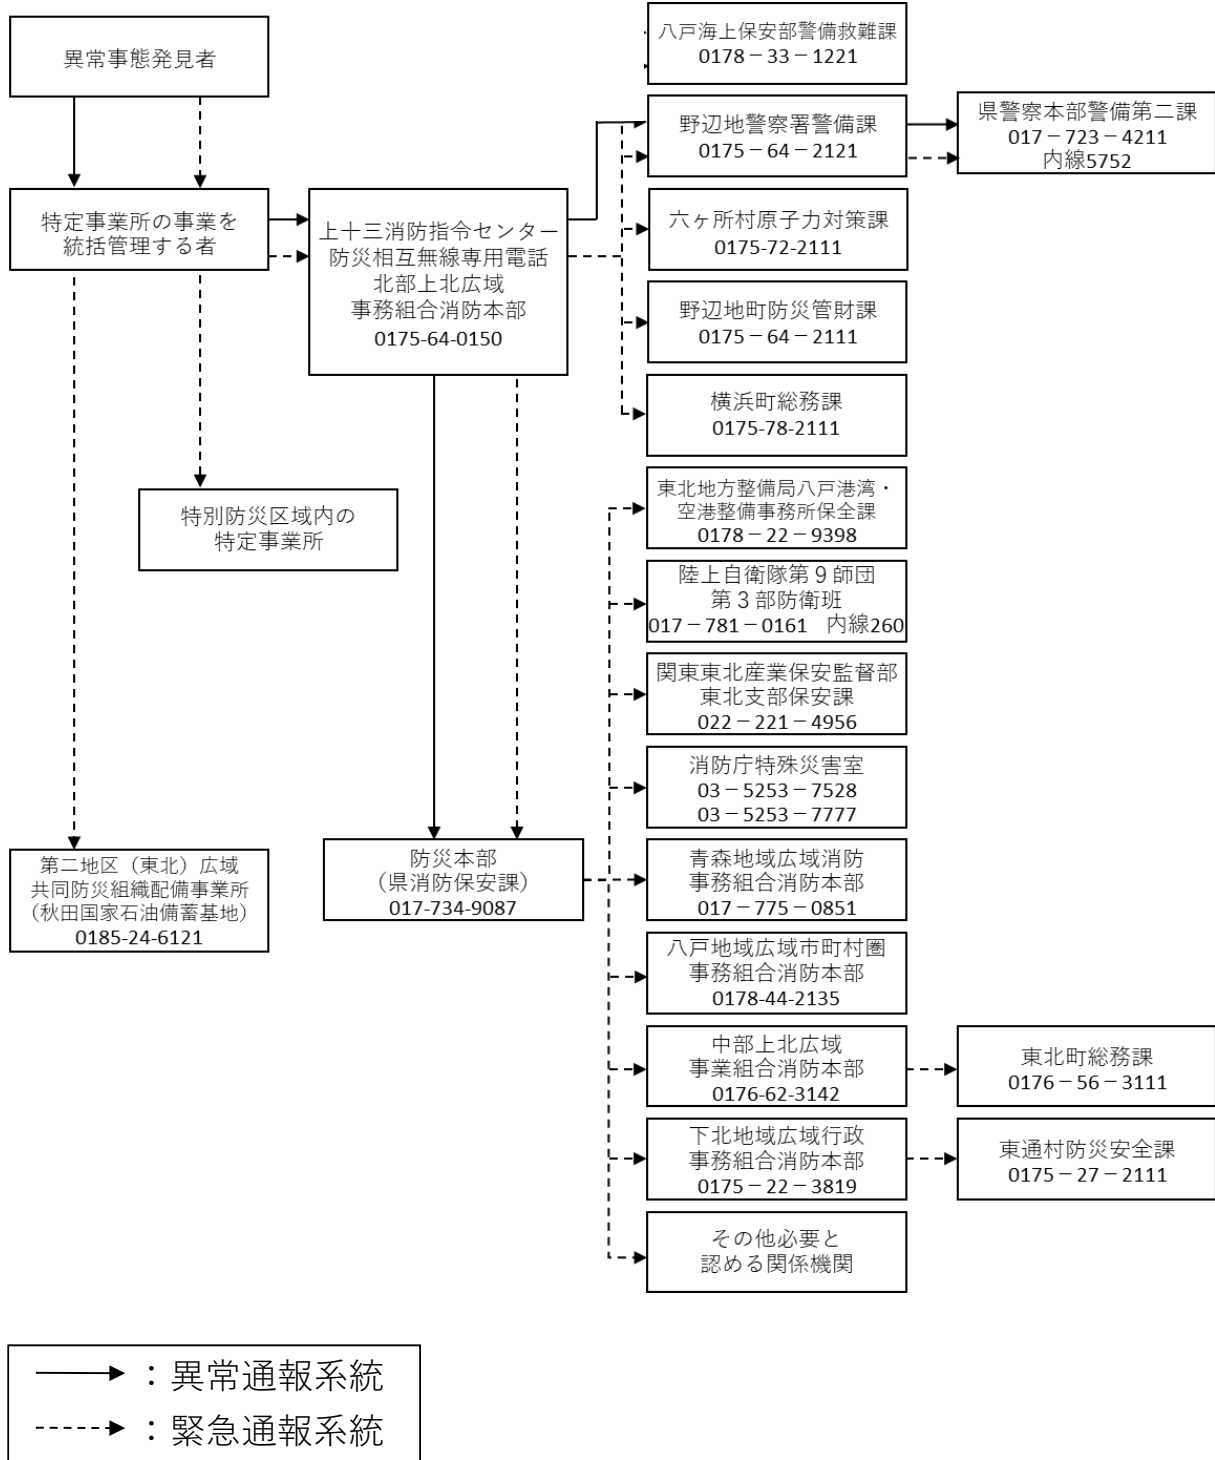 異常事態発見者
特定事業所の事業を
統括管理する者
上十三消防指令センター
防災相互無線専用電話
北部上北広域
事務組合消防本部
0175-64-0150
特別防災区域内の
特定事業所
第二地区（東北）広域
共同防災組織配備事業所
（秋田国家石油備蓄基地）
0185-24-6121
防災本部
（県消防保安課）
017-734-9087
八戸海上保安部警備救難課
0178－33－1221
野辺地警察署警備課
0175－64－2121
県警察本部警備第二課
017－723－4211
内線5752
六ヶ所村原子力対策課
0175-72-2111
野辺地町防災管財課
0175－64－2111
横浜町総務課
0175-78-2111
東北地方整備局八戸港湾・
空港整備事務所保全課
0178－22－9398
陸上自衛隊第９師団
第３部防衛班
017－781－0161　内線260
関東東北産業保安監督部
東北支部保安課
022－221－4956
消防庁特殊災害室
03－5253－7528
03－5253－7777
青森地域広域消防
事務組合消防本部
017－775－0851
八戸地域広域市町村圏
事務組合消防本部
0178-44-2135
中部上北広域
事業組合消防本部
0176-62-3142
東北町総務課
0176－56－3111
下北地域広域行政
事務組合消防本部
0175－22－3819
東通村防災安全課
0175－27－2111
その他必要と
認める関係機関
：異常通報系統
：緊急通報系統